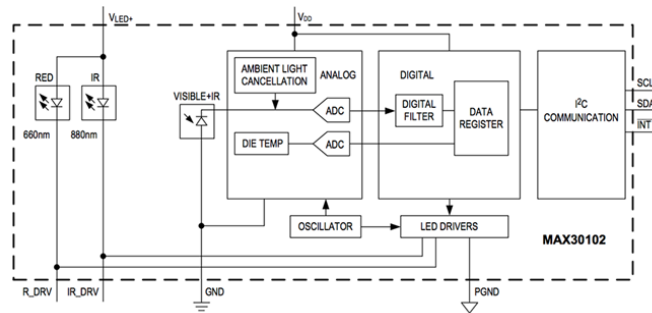 VLED+
VDD
RED
IR
660nm
880nm
VISIBLE+IR
AMBIENT LIGHT
CANCELLATION
ANALOG
ADC
DIE TEMP
ADC
DIGITAL
DIGITAL
FILTER
DATA
REGISTER
I²C
COMMUNICATION
SCL
SDA
INT
OSCILLATOR
LED DRIVERS
MAX30102
R_DRV
IR_DRV
GND
PGND